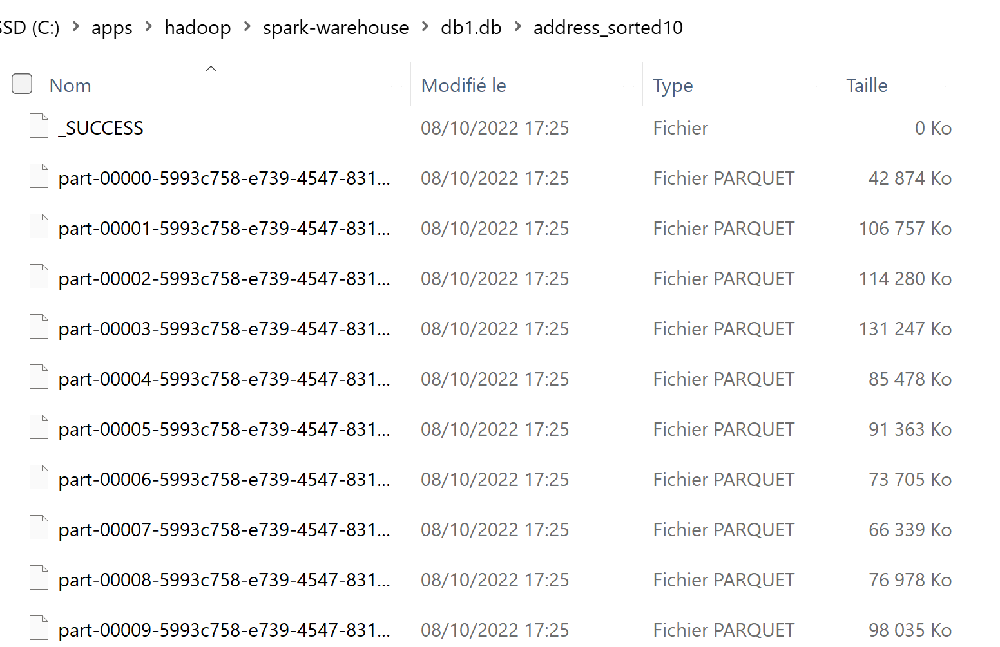 SSD (C:) > apps > hadoop > spark-warehouse > db1.db > address_sorted10
Nom Modifié le Type Taille
_SUCCESS 08/10/2022 17:25 Fichier 0 Ko
part-00000-5993c758-e739-4547-831... 08/10/2022 17:25 Fichier PARQUET 42 874 Ko
part-00001-5993c758-e739-4547-831... 08/10/2022 17:25 Fichier PARQUET 106 757 Ko
part-00002-5993c758-e739-4547-831... 08/10/2022 17:25 Fichier PARQUET 114 280 Ko
part-00003-5993c758-e739-4547-831... 08/10/2022 17:25 Fichier PARQUET 131 247 Ko
part-00004-5993c758-e739-4547-831... 08/10/2022 17:25 Fichier PARQUET 85 478 Ko
part-00005-5993c758-e739-4547-831... 08/10/2022 17:25 Fichier PARQUET 91 363 Ko
part-00006-5993c758-e739-4547-831... 08/10/2022 17:25 Fichier PARQUET 73 705 Ko
part-00007-5993c758-e739-4547-831... 08/10/2022 17:25 Fichier PARQUET 66 339 Ko
part-00008-5993c758-e739-4547-831... 08/10/2022 17:25 Fichier PARQUET 76 978 Ko
part-00009-5993c758-e739-4547-831... 08/10/2022 17:25 Fichier PARQUET 98 035 Ko